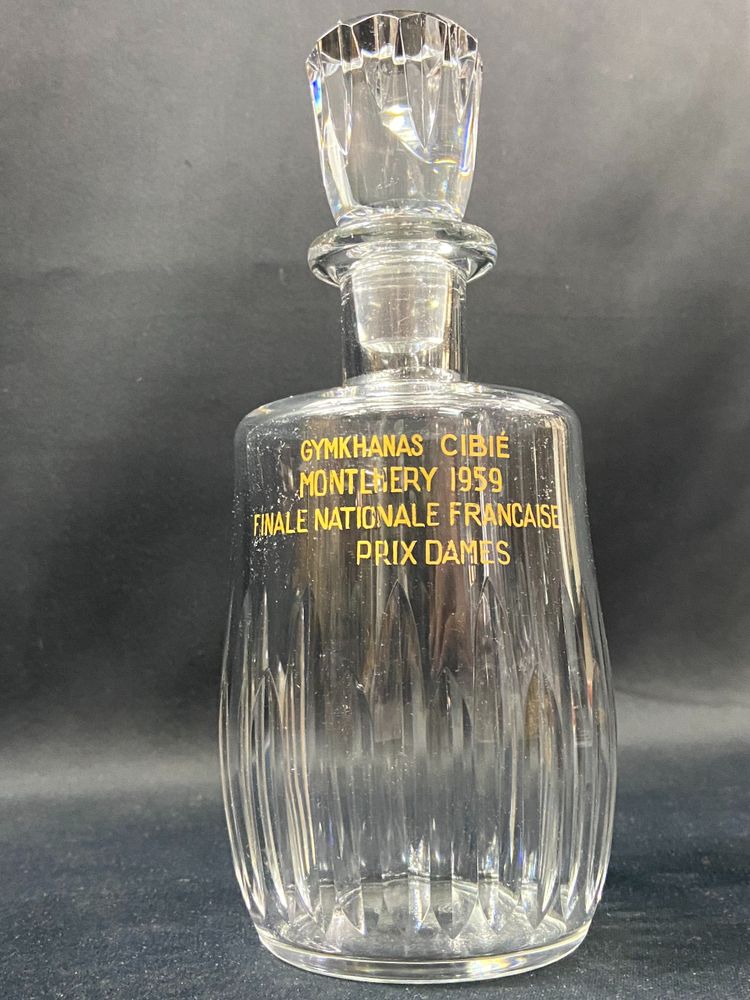 GYMKHANAS CIBIÉ
MONTLHERY 1959
FINALE NATIONALE FRANCAISE
PRIX DAMES